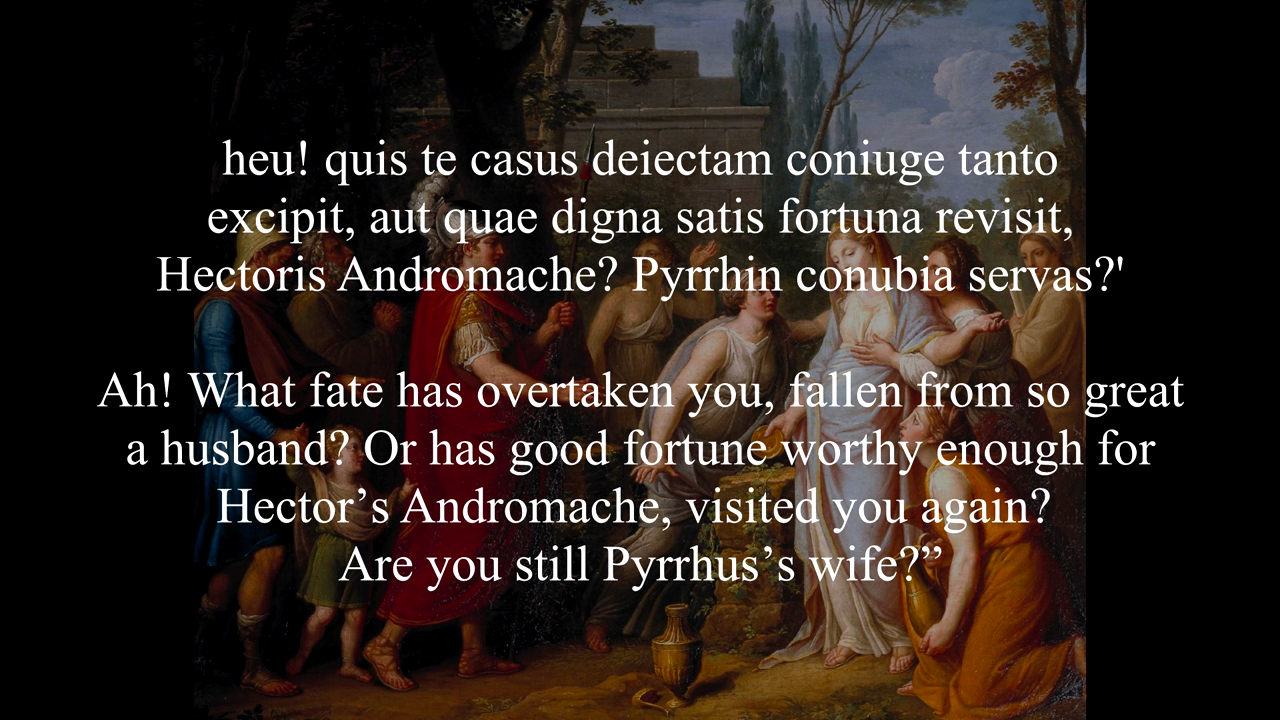 heu! quis te casus deiectam coniuge tanto
excipit, aut quae digna satis fortuna revisit,
Hectoris Andromache? Pyrrhin conubia servas?'
Ah! What fate has overtaken you, fallen from so great
a husband? Or has good fortune worthy enough for
Hector’s Andromache, visited you again?
Are you still Pyrrhus’s wife?”